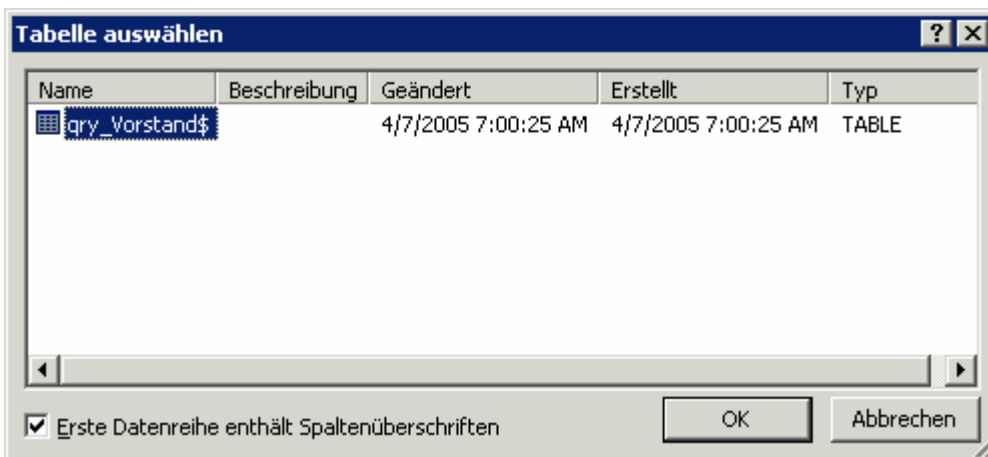 Tabelle auswählen
Name Beschreibung Geändert Erstellt Typ
qry_Vorstand$ 4/7/2005 7:00:25 AM 4/7/2005 7:00:25 AM TABLE
Erste Datenreihe enthält Spaltenüberschriften
OK Abbrechen